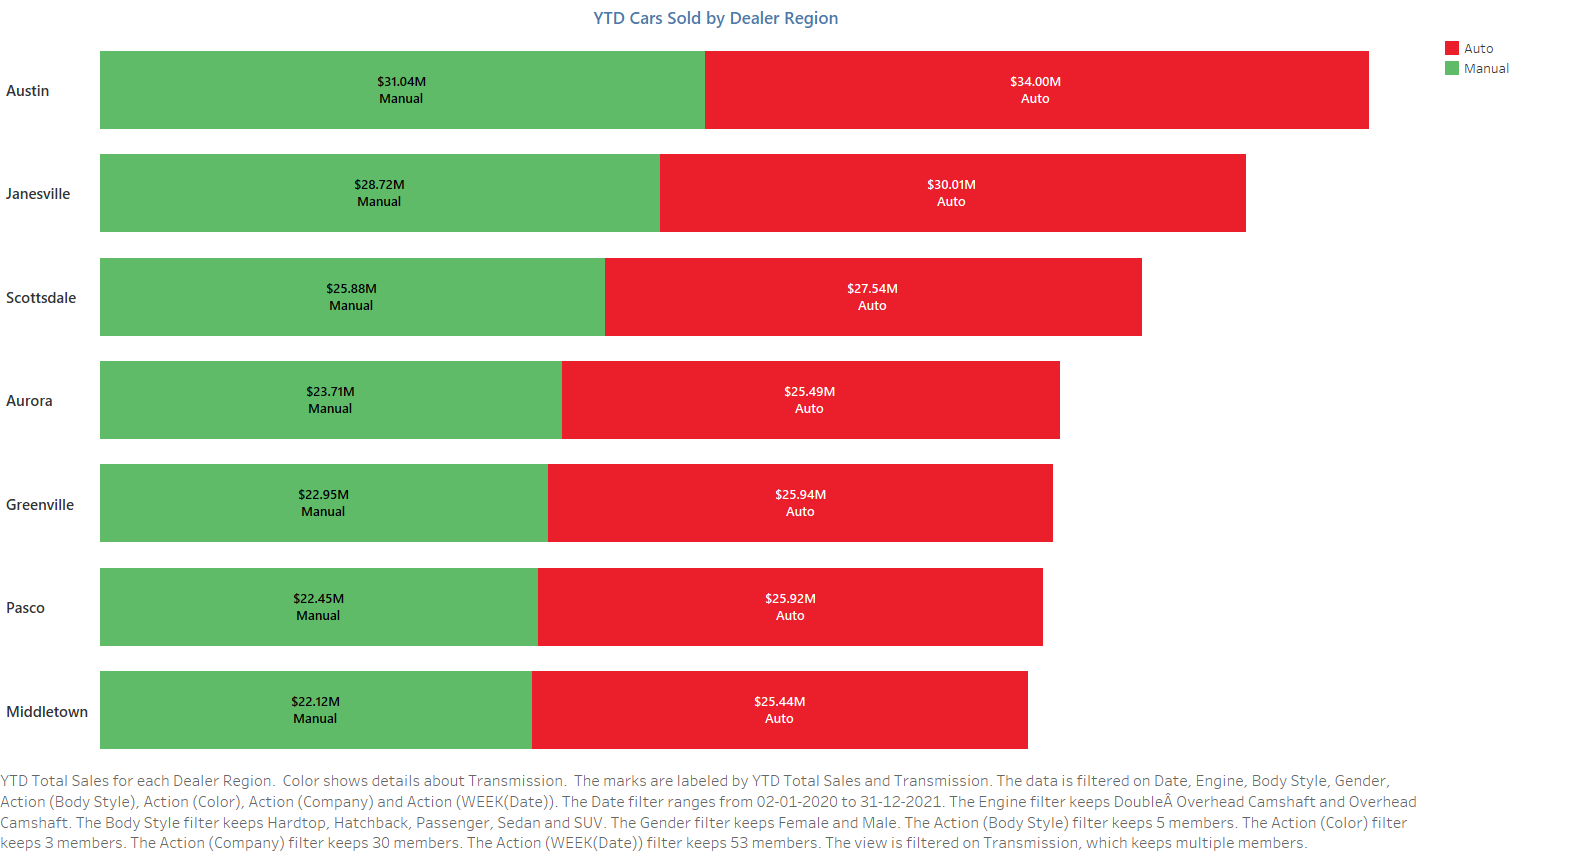 YTD Cars Sold by Dealer Region
Auto
Manual
Austin
$31.04M
Manual
$34.00M
Auto
Janesville
$28.72M
Manual
$30.01M
Auto
Scottsdale
$25.88M
Manual
$27.54M
Auto
Aurora
$23.71M
Manual
$25.49M
Auto
Greenville
$22.95M
Manual
$25.94M
Auto
Pasco
$22.45M
Manual
$25.92M
Auto
Middletown
$22.12M
Manual
$25.44M
Auto
YTD Total Sales for each Dealer Region.  Color shows details about Transmission.  The marks are labeled by YTD Total Sales and Transmission. The data is filtered on Date, Engine, Body Style, Gender,
Action (Body Style), Action (Color), Action (Company) and Action (WEEK(Date)). The Date filter ranges from 02-01-2020 to 31-12-2021. The Engine filter keeps DoubleÂ Overhead Camshaft and Overhead
Camshaft. The Body Style filter keeps Hardtop, Hatchback, Passenger, Sedan and SUV. The Gender filter keeps Female and Male. The Action (Body Style) filter keeps 5 members. The Action (Color) filter
keeps 3 members. The Action (Company) filter keeps 30 members. The Action (WEEK(Date)) filter keeps 53 members. The view is filtered on Transmission, which keeps multiple members.